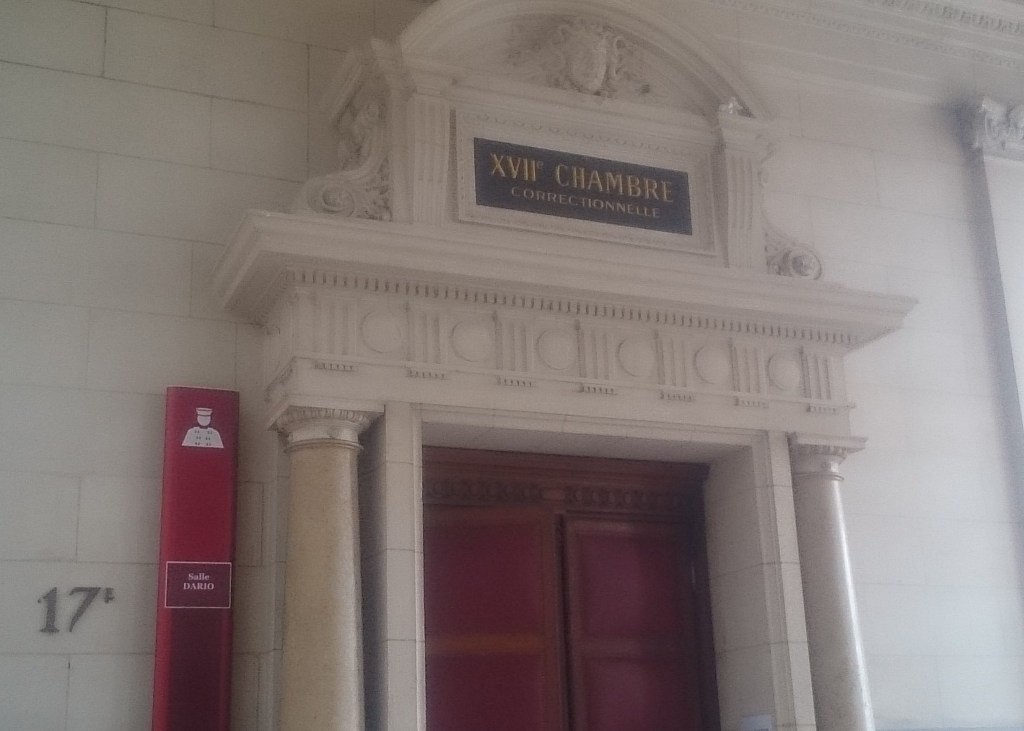 XVIIᵉ CHAMBRE
CORRECTIONNELLE
Salle
DARIO
17ᴱ